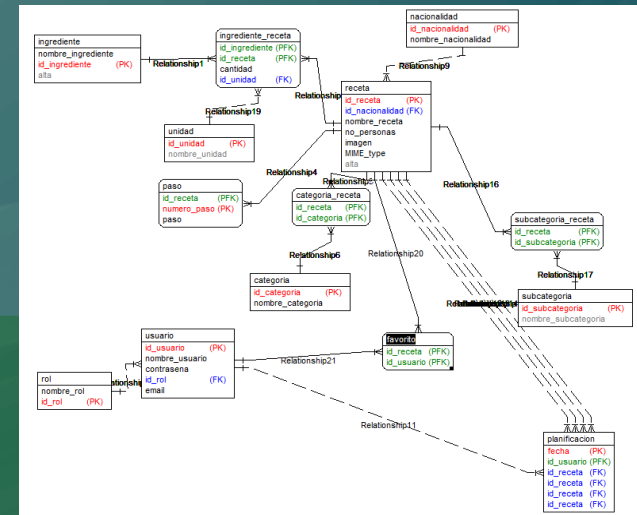 nacionalidad
id_nacionalidad (PK)
nombre_nacionalidad
ingrediente_receta
id_ingrediente (PFK)
id_receta (PFK)
cantidad
id_unidad (FK)
ingrediente
nombre_ingrediente
id_ingrediente (PK)
alta
Relationship1
Relationship9
receta
id_receta (PK)
id_nacionalidad (FK)
nombre_receta
no_personas
imagen
MIME_type
alta
Relationship
Relationship19
unidad
id_unidad (PK)
nombre_unidad
Relationship4
paso
id_receta (PFK)
numero_paso (PK)
paso
categoria_receta
id_receta (PFK)
id_categoria (PFK)
Relationship16
subcategoria_receta
id_receta (PFK)
id_subcategoria (PFK)
Relationship6
Relationship20
Relationship17
categoria
id_categoria (PK)
nombre_categoria
subcategoria
id_subcategoria (PK)
nombre_subcategoria
usuario
id_usuario (PK)
nombre_usuario
contrasena
id_rol (FK)
email
favorito
id_receta (PFK)
id_usuario (PFK)
Relationship21
rol
nombre_rol
id_rol (PK)
Relationship11
planificacion
fecha (PK)
id_usuario (PFK)
id_receta (FK)
id_receta (FK)
id_receta (FK)
id_receta (FK)